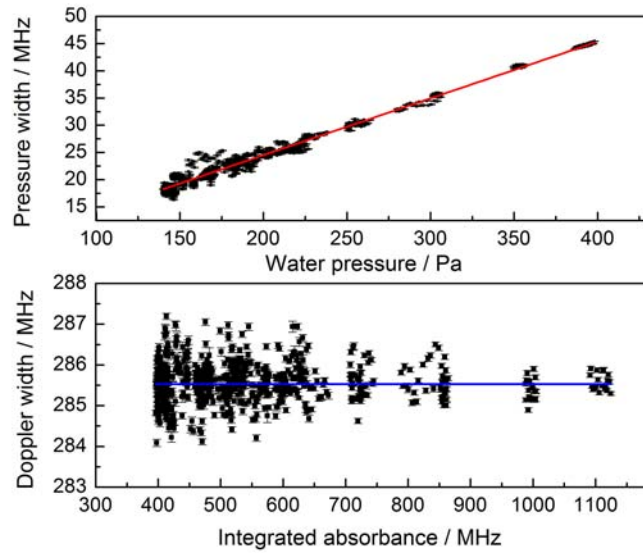 50
45
40
35
30
25
20
15
Pressure width / MHz
100 150 200 250 300 350 400
Water pressure / Pa
288
287
286
285
284
283
Doppler width / MHz
300 400 500 600 700 800 900 1000 1100
Integrated absorbance / MHz